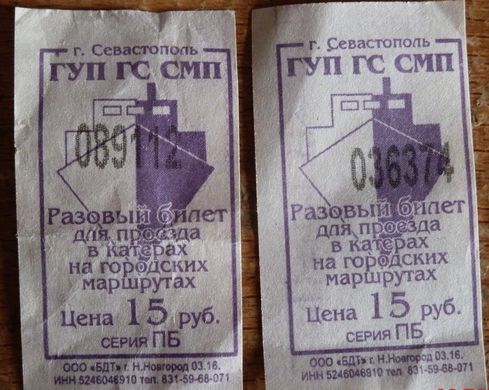 г. Севастополь
ГУП ГС СМП
089112
Разовый билет
для проезда
в катерах
на городских
маршрутах
Цена 15 руб.
СЕРИЯ ПБ
ООО «БДТ» г. Н.Новгород 03.16.
ИНН 5246046910 тел. 831-59-68-071
г. Севастополь
ГУП ГС СМП
036374
Разовый билет
для проезда
в катерах
на городских
маршрутах
Цена 15 руб.
СЕРИЯ ПБ
ООО «БДТ» г. Н.Новгород 03.16.
ИНН 5246046910 тел. 831-59-68-071